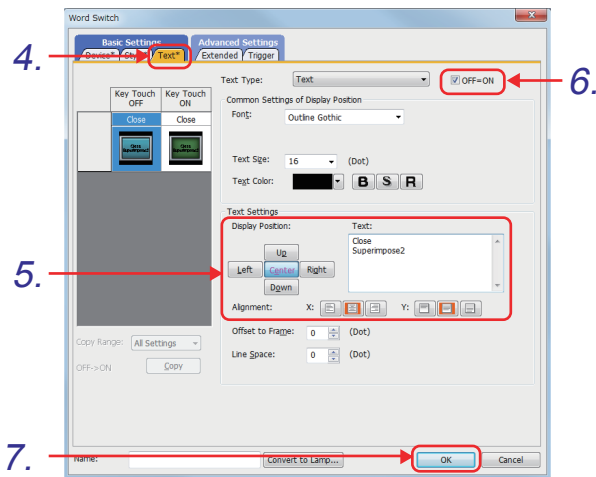 Word Switch
Basic Settings Advanced Settings
4.
Device* Style* Text* Extended Trigger
Text Type: Text OFF=ON
6.
Key Touch OFF Key Touch ON
Close Close
Close
Superimpose2
Close
Superimpose2
Common Settings of Display Position
Font: Outline Gothic
Text Size: 16 (Dot)
Text Color: B S R
Text Settings
Display Position: Text:
Close
Superimpose2
Up
5.
Left Center Right
Down
Alignment: X: Y:
Offset to Frame: 0 (Dot)
Line Space: 0 (Dot)
Copy Range: All Settings
OFF->ON Copy
7.
Name: Convert to Lamp... OK Cancel